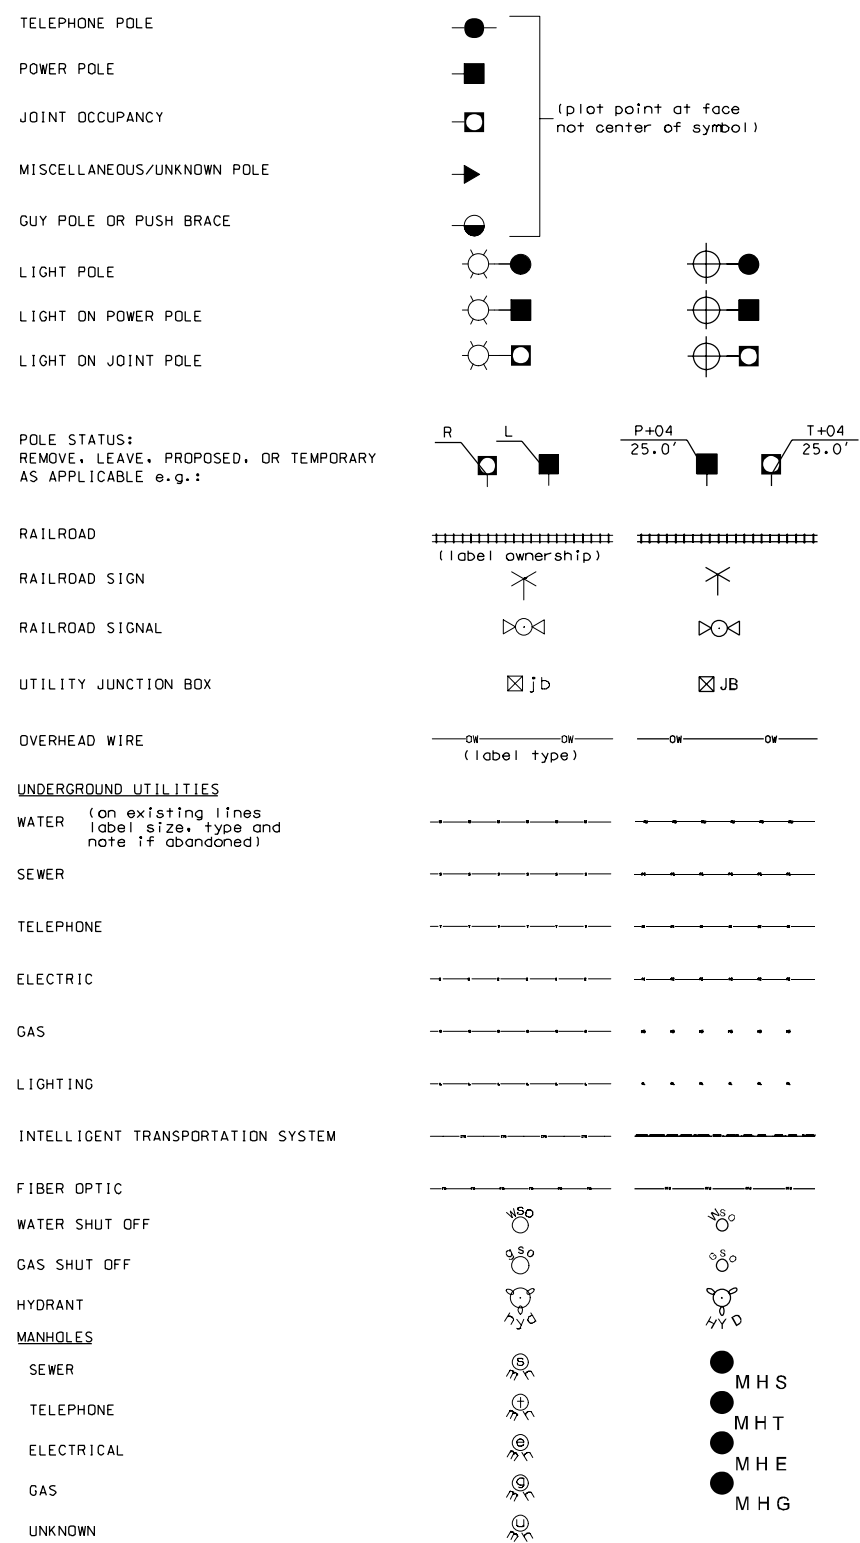 TELEPHONE POLE
POWER POLE
JOINT OCCUPANCY
(plot point at face
not center of symbol)
MISCELLANEOUS/UNKNOWN POLE
GUY POLE OR PUSH BRACE
LIGHT POLE
LIGHT ON POWER POLE
LIGHT ON JOINT POLE
POLE STATUS:
REMOVE, LEAVE, PROPOSED, OR TEMPORARY
AS APPLICABLE e.g.:
R L P+04 T+04
25.0' 25.0'
RAILROAD
(label ownership)
RAILROAD SIGN
RAILROAD SIGNAL
UTILITY JUNCTION BOX jb JB
OVERHEAD WIRE OW OW OW OW
(label type)
UNDERGROUND UTILITIES
WATER (on existing lines
label size, type and
note if abandoned)
SEWER
TELEPHONE
ELECTRIC
GAS
LIGHTING
INTELLIGENT TRANSPORTATION SYSTEM
FIBER OPTIC
WATER SHUT OFF wso WSO
GAS SHUT OFF gso GSO
HYDRANT hyd HYD
MANHOLES
SEWER s mh MHS
TELEPHONE t mh MHT
ELECTRICAL e mh MHE
GAS g mh MHG
UNKNOWN u mh